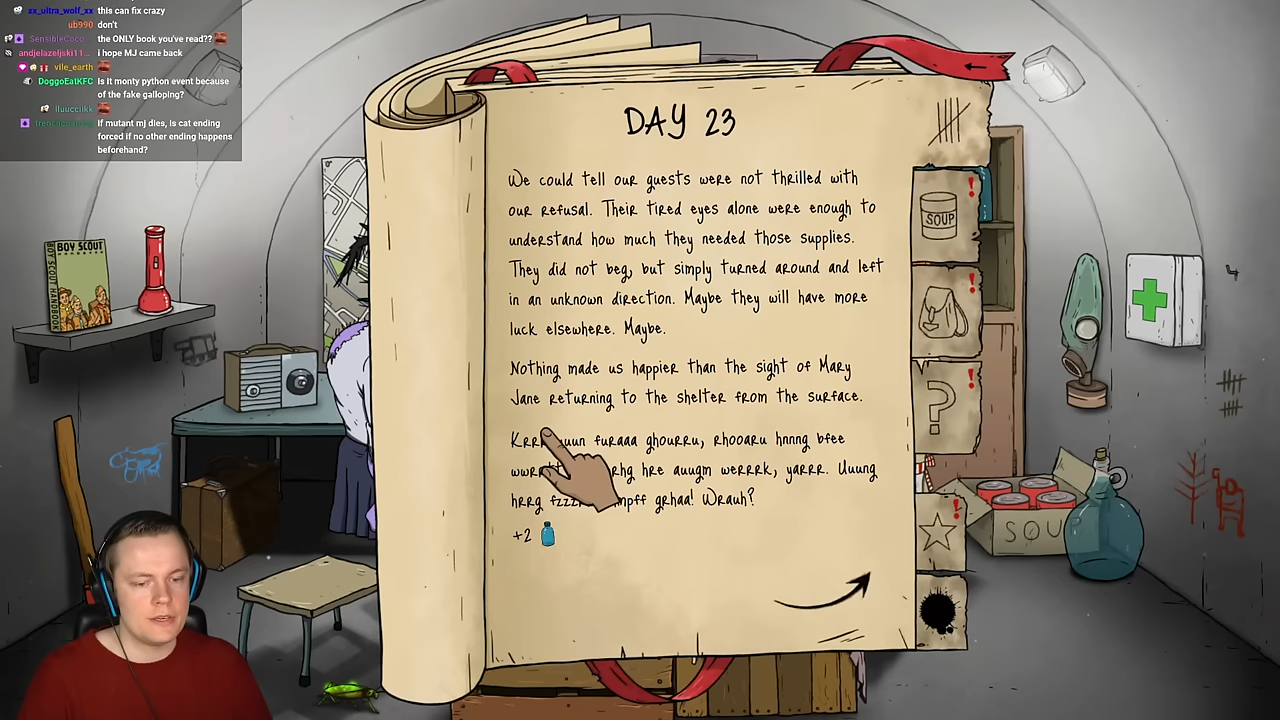 xx_ultra_wolf_xx this can fix crazy
ub990 don't
SensibleCoco the ONLY book you've read??
andjelazeljski11... i hope MJ came back
vile_earth
DoggoEatKFC Is it monty python event because
of the fake galloping?
lluucciikk
if mutant mj dies, is cat ending
forced if no other ending happens
beforehand?
DAY 23
We could tell our guests were not thrilled with
our refusal. Their tired eyes alone were enough to
understand how much they needed those supplies.
They did not beg, but simply turned around and left
in an unknown direction. Maybe they will have more
luck elsewhere. Maybe.
Nothing made us happier than the sight of Mary
Jane returning to the shelter from the surface.
furaaa ghourru, rhooaru hnnng bfee
hre auugm werrrk, yarrr. Uuung
hrrg grhaa! Wrauh?
+2
SOUP
!
!
?
!
!
BOY SCOUT
BOY SCOUT HANDBOOK
SOU